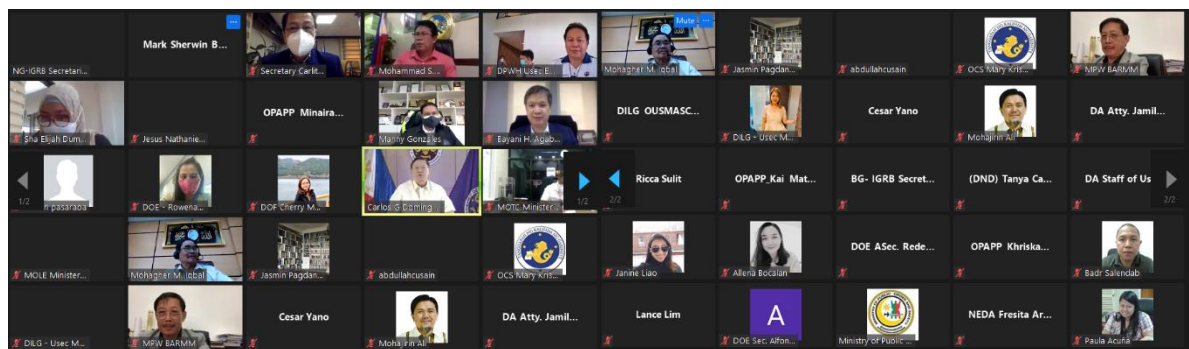 NG-IGRB Secretari...
Mark Sherwin B...
Secretary Carlit...
Mohammad S...
DPWH Usec E...
Mute
Mohagher M. Iqbal
Jasmin Pagdan...
abdullahcusain
OCS Mary Kris...
MPW BARMM
Sha Elijah Dum...
Jesus Nathanie...
OPAPP Minaira...
Manny Gonzales
Bayani H. Agab...
DILG OUSMASC...
DILG - Usec M...
Cesar Yano
Mohajirin Ali
DA Atty. Jamil...
1/2
n pasaraba
DOE - Rowena...
DOF Cherry M...
Carlos G Doming...
MOTC Minister...
1/2
2/2
Ricca Sulit
OPAPP_Kai Mat...
BG- IGRB Secret...
(DND) Tanya Ca...
DA Staff of Us
2/2
MOLE Minister...
Mohagher M. Iqbal
Jasmin Pagdan...
abdullahcusain
OCS Mary Kris...
Janine Liao
Allena Bocalan
DOE ASec. Rede...
OPAPP Khriska...
Badr Salendab
DILG - Usec M...
MPW BARMM
Cesar Yano
Mohajirin Ali
DA Atty. Jamil...
Lance Lim
A
DOE Sec. Alfon...
Ministry of Public ...
NEDA Fresita Ar...
Paula Acuña